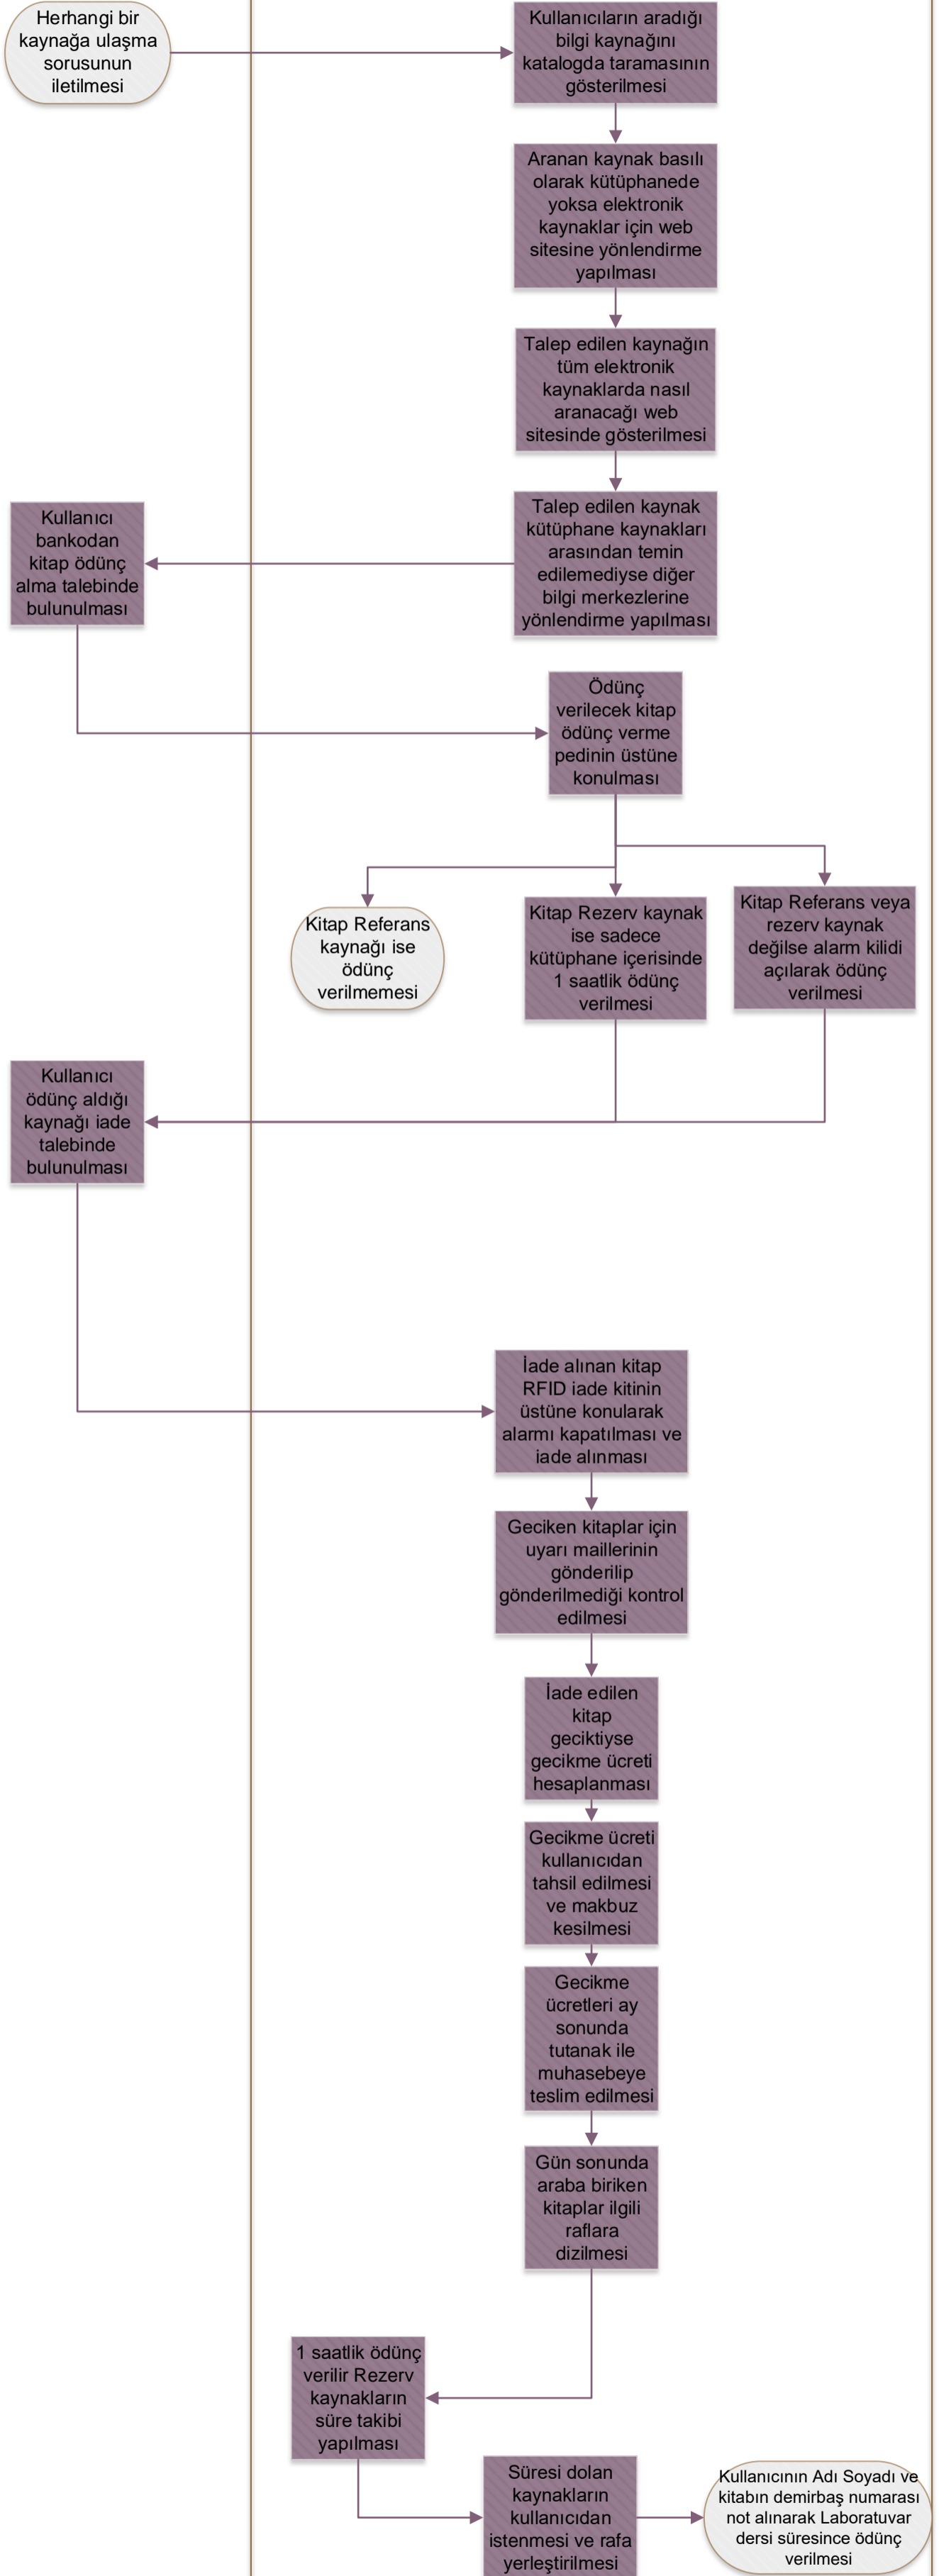 Herhangi bir
kaynağa ulaşma
sorusunun
iletilmesi
Kullanıcıların aradığı
bilgi kaynağını
katalogda taramasının
gösterilmesi
Aranan kaynak basılı
olarak kütüphanede
yoksa elektronik
kaynaklar için web
sitesine yönlendirme
yapılması
Talep edilen kaynağın
tüm elektronik
kaynaklarda nasıl
aranacağı web
sitesinde gösterilmesi
Talep edilen kaynak
kütüphane kaynakları
arasından temin
edilemediyse diğer
bilgi merkezlerine
yönlendirme yapılması
Kullanıcı
bankodan
kitap ödünç
alma talebinde
bulunulması
Ödünç
verilecek kitap
ödünç verme
pedinin üstüne
konulması
Kitap Referans
kaynağı ise
ödünç
verilmemesi
Kitap Rezerv kaynak
ise sadece
kütüphane içerisinde
1 saatlik ödünç
verilmesi
Kitap Referans veya
rezerv kaynak
değilse alarm kilidi
açılarak ödünç
verilmesi
Kullanıcı
ödünç aldığı
kaynağı iade
talebinde
bulunulması
İade alınan kitap
RFID iade kitinin
üstüne konularak
alarmı kapatılması ve
iade alınması
Geciken kitaplar için
uyarı maillerinin
gönderilip
gönderilmediği kontrol
edilmesi
İade edilen
kitap
geciktiyse
gecikme ücreti
hesaplanması
Gecikme ücreti
kullanıcıdan
tahsil edilmesi
ve makbuz
kesilmesi
Gecikme
ücretleri ay
sonunda
tutanak ile
muhasebeye
teslim edilmesi
Gün sonunda
araba biriken
kitaplar ilgili
raflara
dizilmesi
1 saatlik ödünç
verilir Rezerv
kaynakların
süre takibi
yapılması
Süresi dolan
kaynakların
kullanıcıdan
istenmesi ve rafa
yerleştirilmesi
Kullanıcının Adı Soyadı ve
kitabın demirbaş numarası
not alınarak Laboratuvar
dersi süresince ödünç
verilmesi